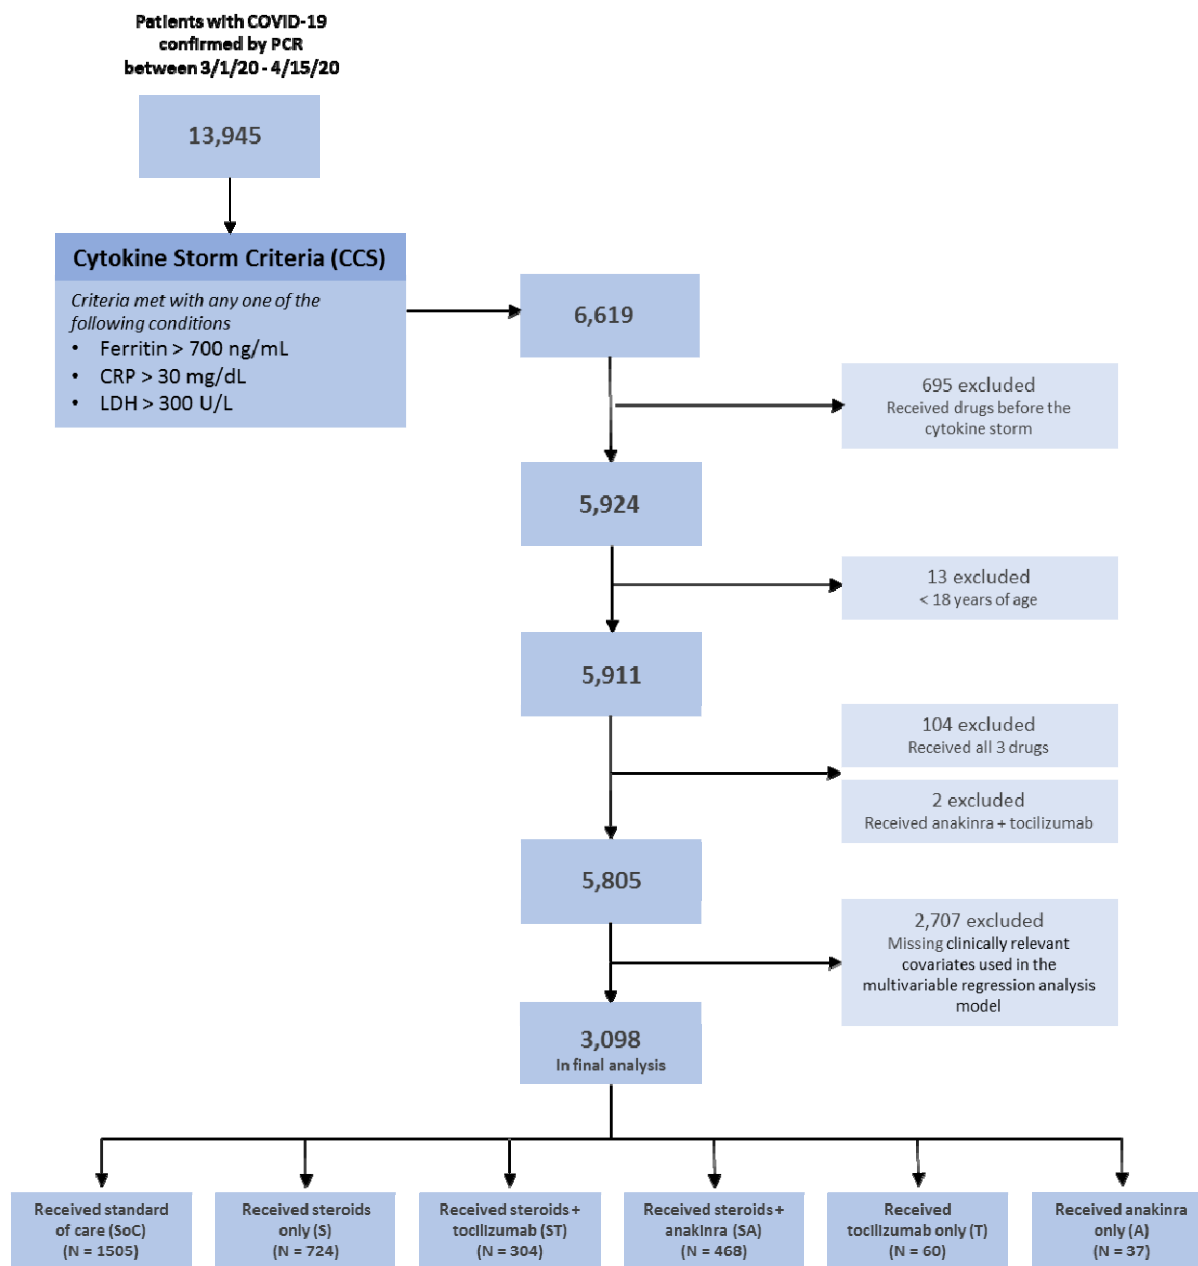 Patients with COVID-19
confirmed by PCR
between 3/1/20 - 4/15/20
13,945
Cytokine Storm Criteria (CCS)
Criteria met with any one of the
following conditions
• Ferritin > 700 ng/mL
• CRP > 30 mg/dL
• LDH > 300 U/L
6,619
695 excluded
Received drugs before the
cytokine storm
5,924
13 excluded
< 18 years of age
5,911
104 excluded
Received all 3 drugs
2 excluded
Received anakinra + tocilizumab
5,805
2,707 excluded
Missing clinically relevant
covariates used in the
multivariable regression analysis
model
3,098
In final analysis
Received standard
of care (SoC)
(N = 1505)
Received steroids
only (S)
(N = 724)
Received steroids +
tocilizumab (ST)
(N = 304)
Received steroids +
anakinra (SA)
(N = 468)
Received
tocilizumab only (T)
(N = 60)
Received anakinra
only (A)
(N = 37)